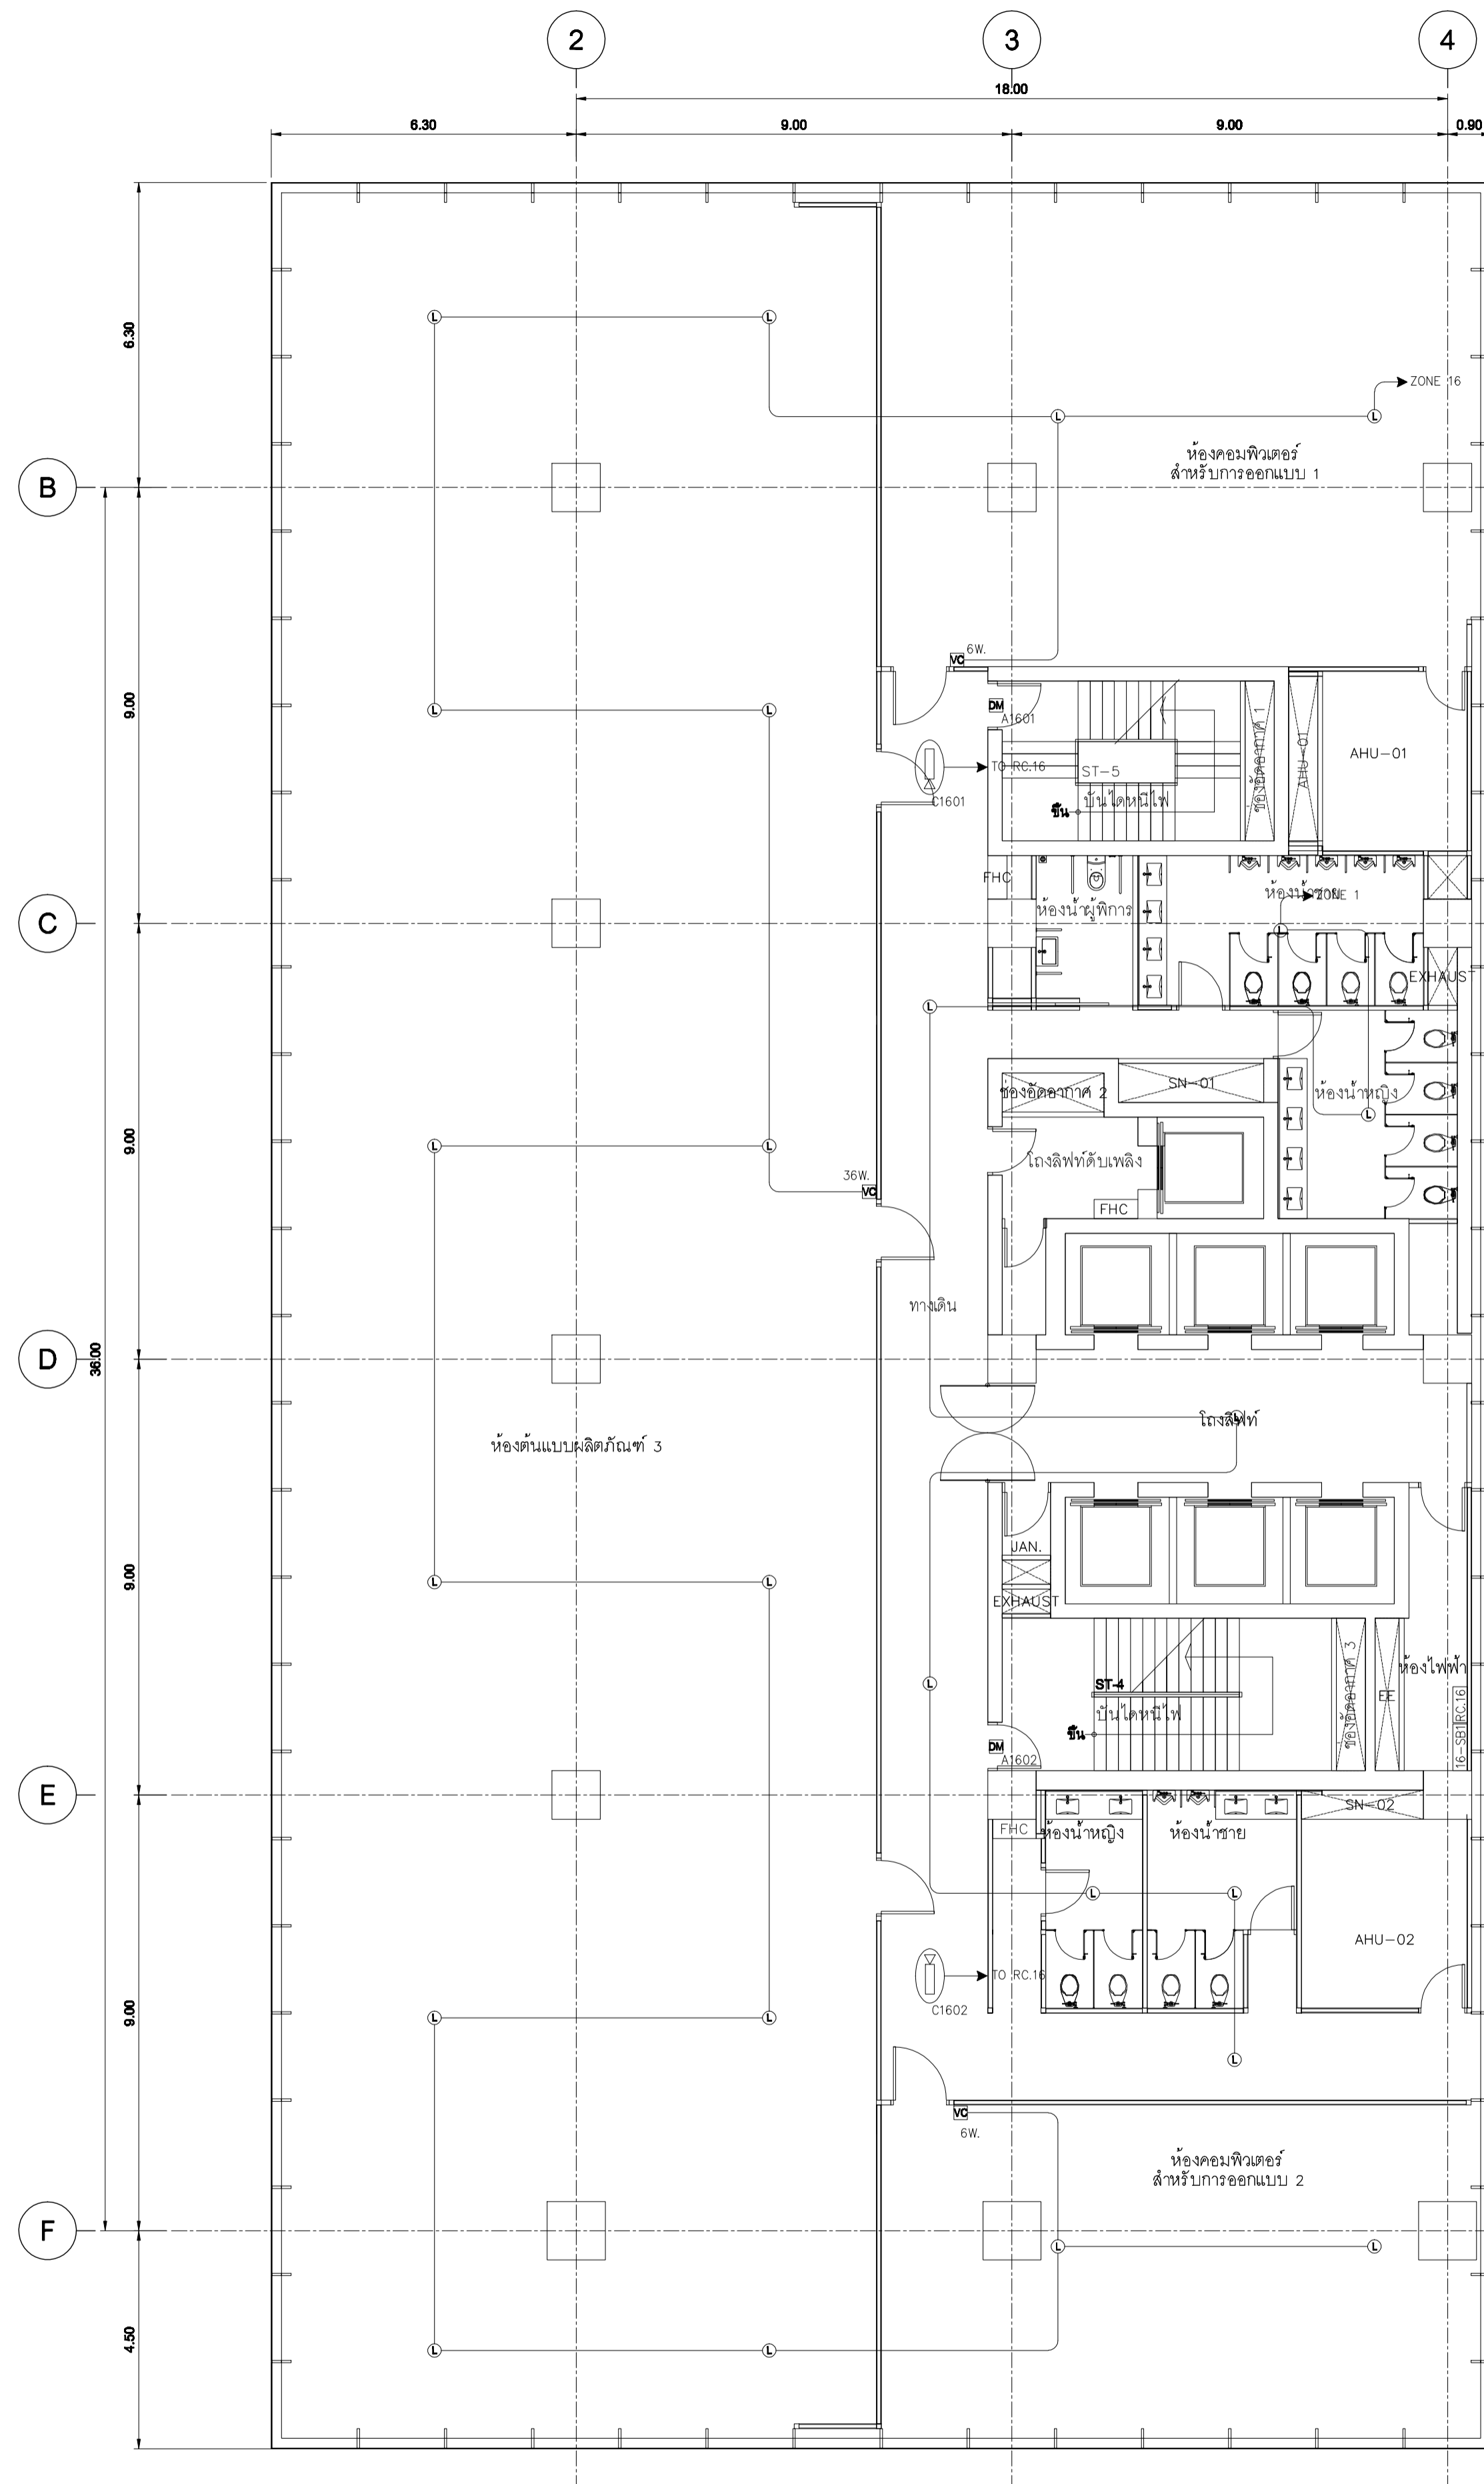 2
3
4
18.00
6.30
9.00
9.00
0.90
6.30
L
L
ZONE 16
L
L
ห้องคอมพิวเตอร์
สำหรับการออกแบบ 1
B
6W.
VC
9.00
L
L
DM
A1601
ช่องอัดอากาศ 1
AHU-01
AHU-01
TO RC.16
ST-5
C1601
ขึ้น
บันไดหนีไฟ
FHC
ห้องน้ำชาย
ZONE 1
ห้องน้ำผู้พิการ
C
L
EXHAUST
L
ช่องอัดอากาศ 2
SN-01
ห้องน้ำหญิง
L
9.00
L
L
โถงลิฟท์ดับเพลิง
36W.
VC
FHC
ทางเดิน
D
36.00
โถงลิฟท์
L
ห้องต้นแบบผลิตภัณฑ์ 3
JAN.
9.00
L
L
EXHAUST
ช่องอัดอากาศ 3
ห้องไฟฟ้า
L
ST-4
EE
RC.16
บันไดหนีไฟ
ขึ้น
16-SB1
DM
A1602
E
SN-02
FHC
ห้องน้ำหญิง
ห้องน้ำชาย
L
L
AHU-02
TO RC.16
C1602
9.00
L
L
L
VC
6W.
ห้องคอมพิวเตอร์
สำหรับการออกแบบ 2
F
L
L
4.50
L
L